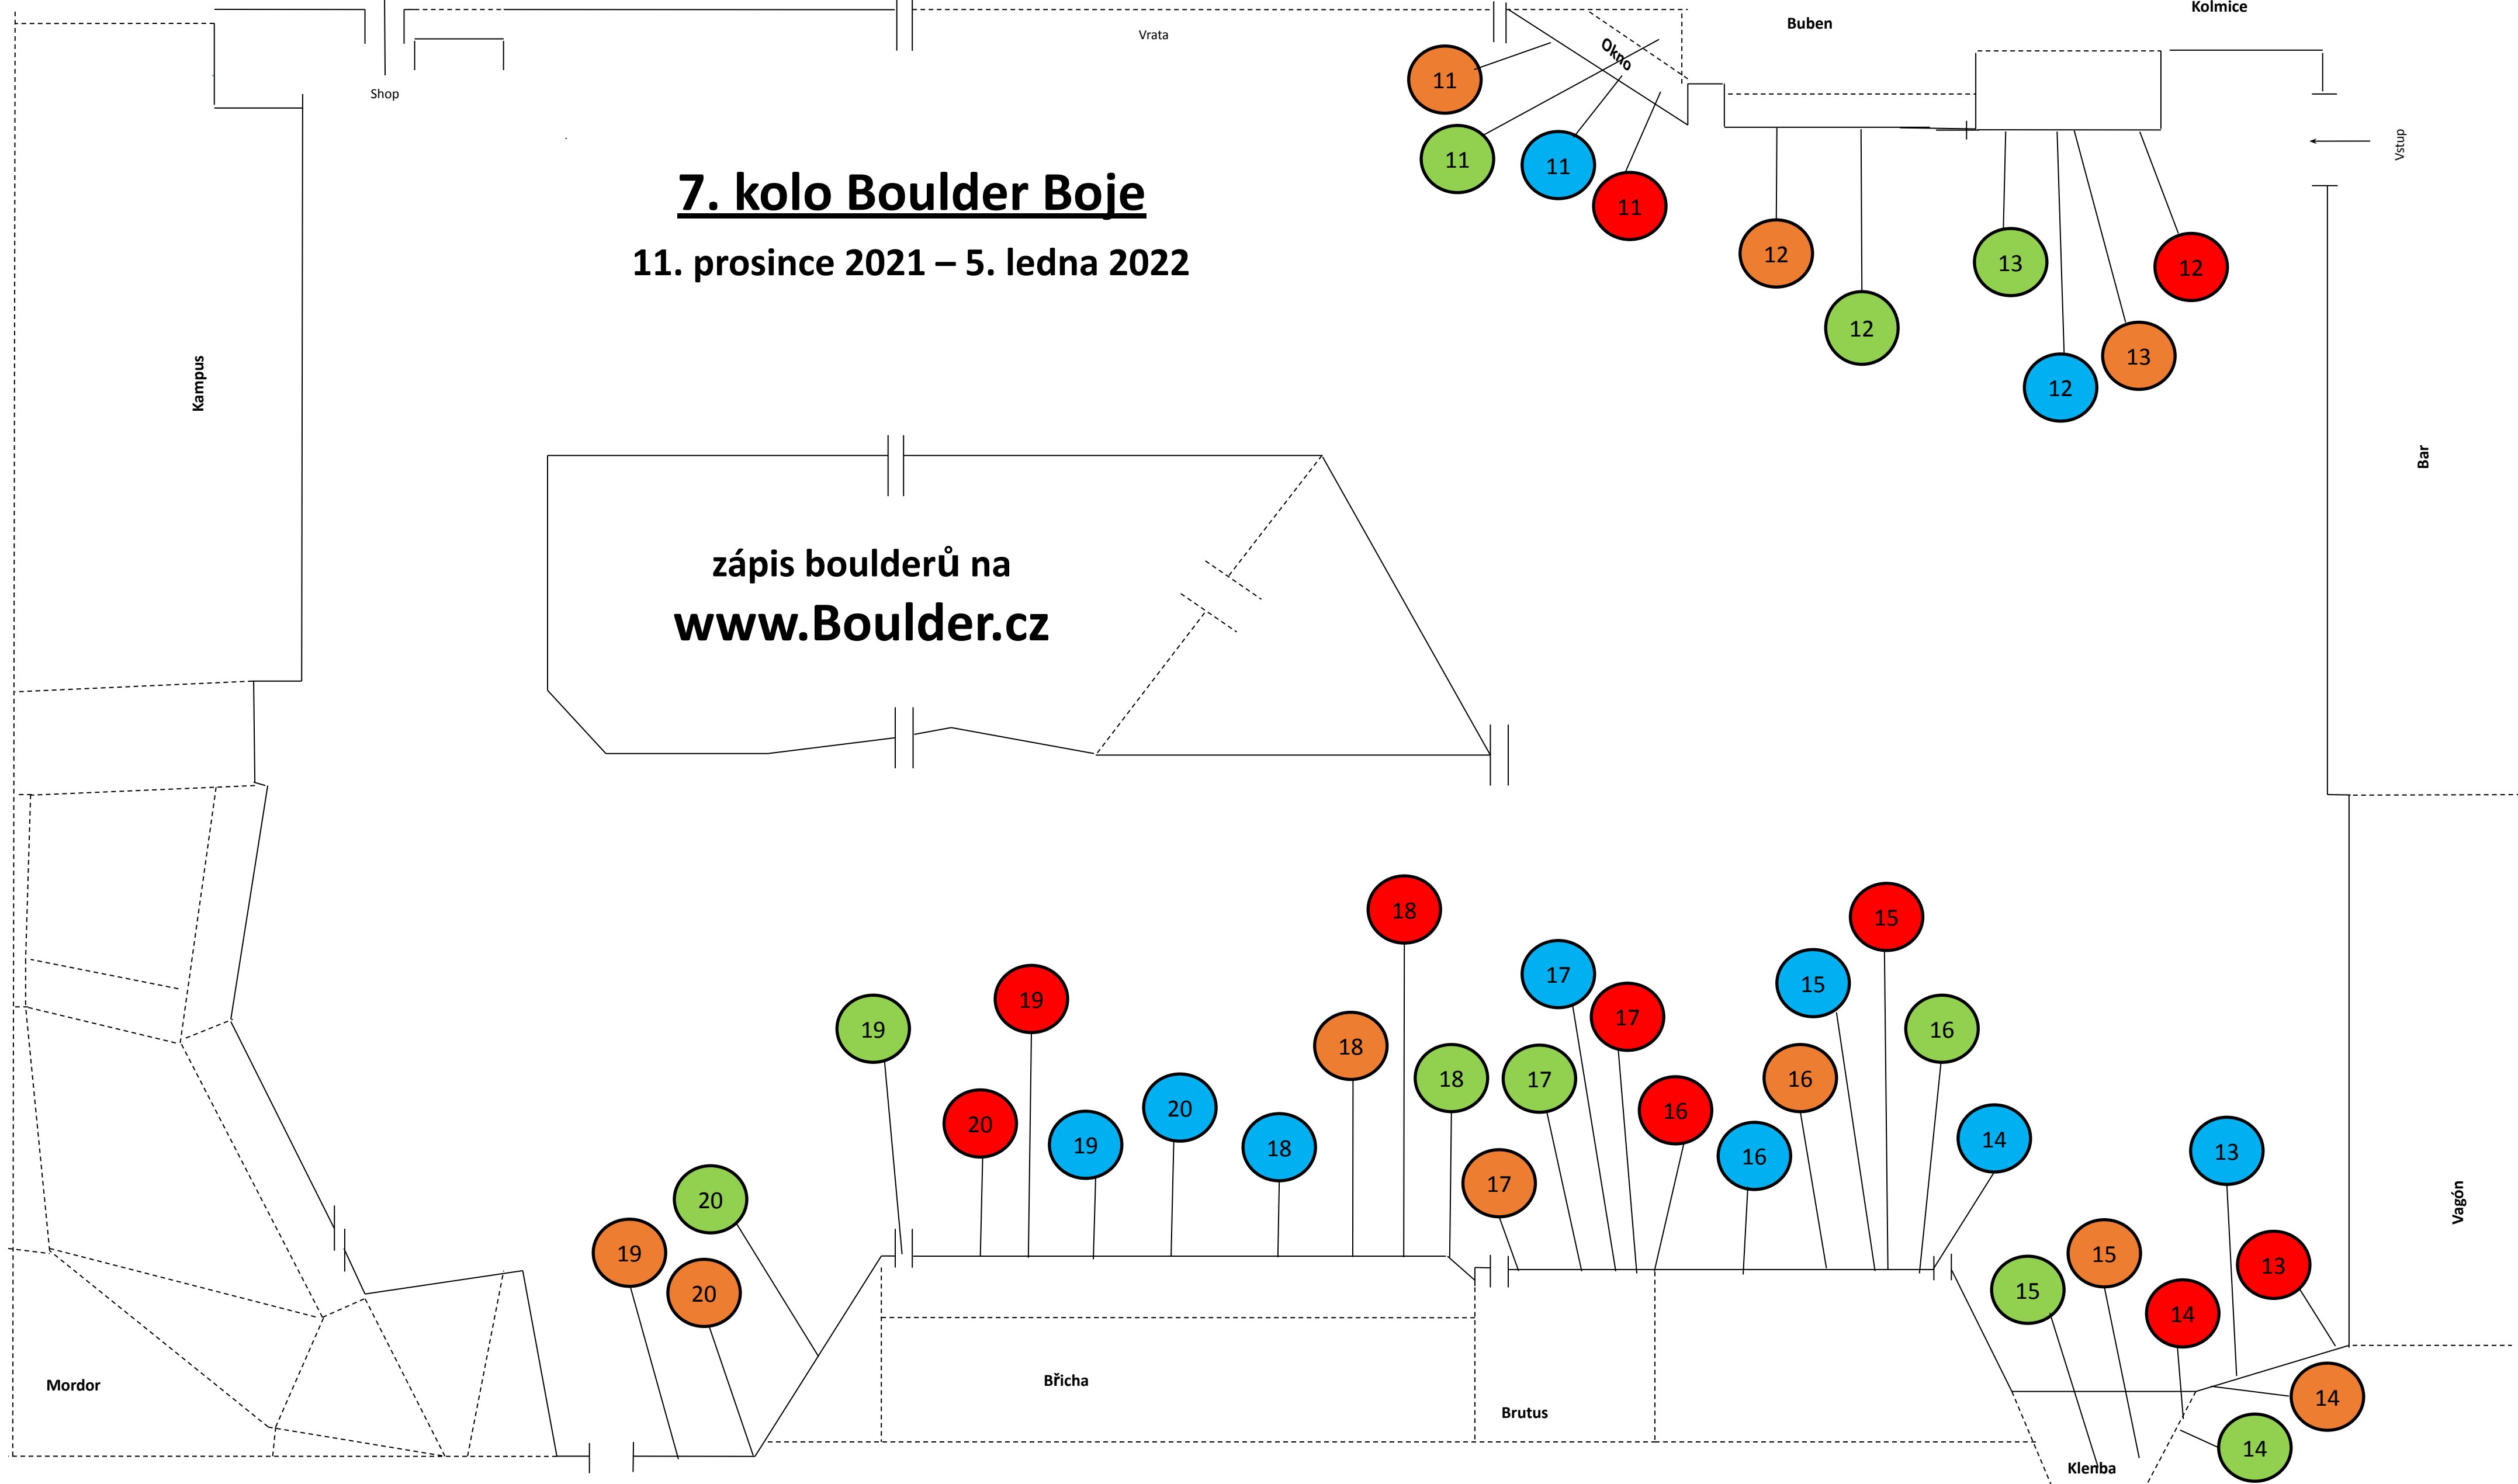 Kolmice
Buben
Vrata
Okno
Shop
11
11
11
11
Vstup
7. kolo Boulder Boje
11. prosince 2021 – 5. ledna 2022
12
12
13
12
13
12
Kampus
Bar
zápis boulderů na
www.Boulder.cz
18
15
17
15
19
17
19
16
18
18
17
16
20
16
20
14
19
18
13
16
17
20
Vagón
19
15
13
15
20
14
Mordor
Břicha
14
Brutus
14
Klenba